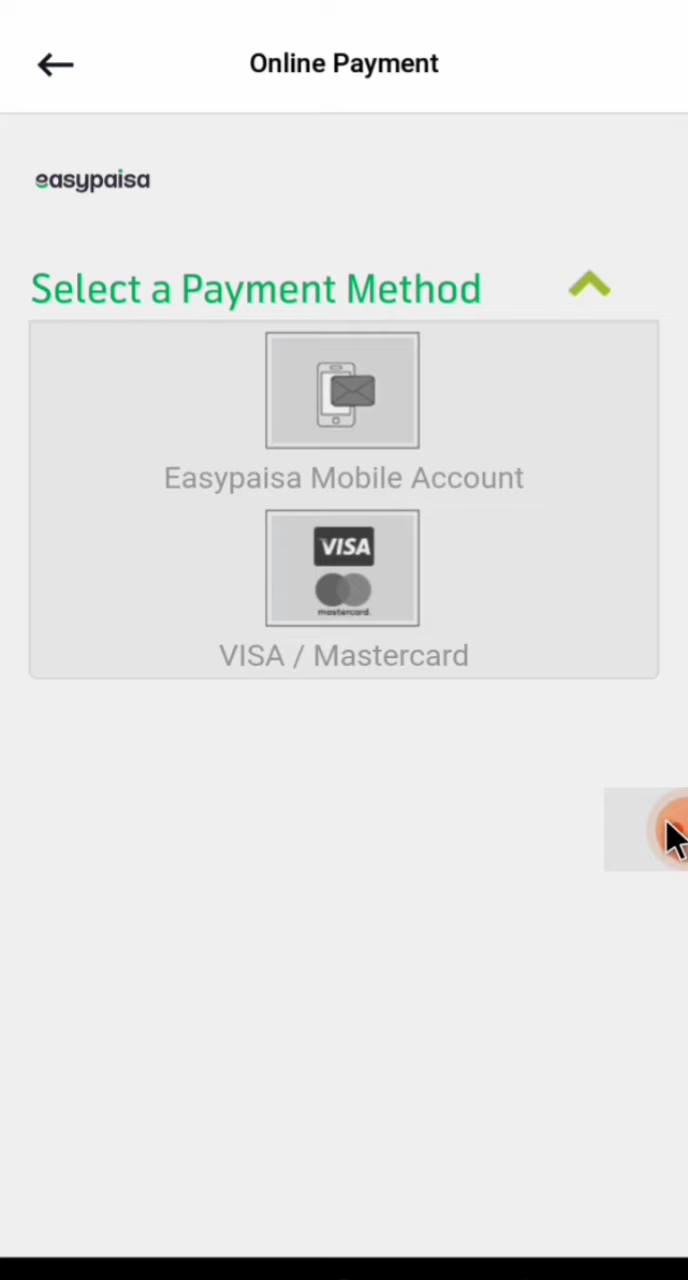 Online Payment
easypaisa
Select a Payment Method
Easypaisa Mobile Account
VISA
mastercard.
VISA / Mastercard